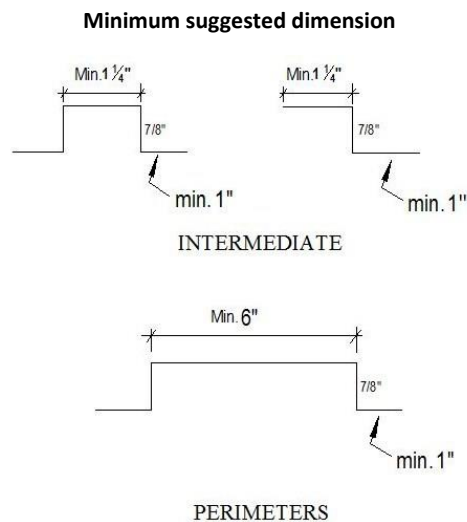 Minimum suggested dimension
Min.1 ¼" Min.1 ¼"
7/8" 7/8"
min. 1" min. 1"
INTERMEDIATE
Min. 6"
7/8"
min. 1"
PERIMETERS